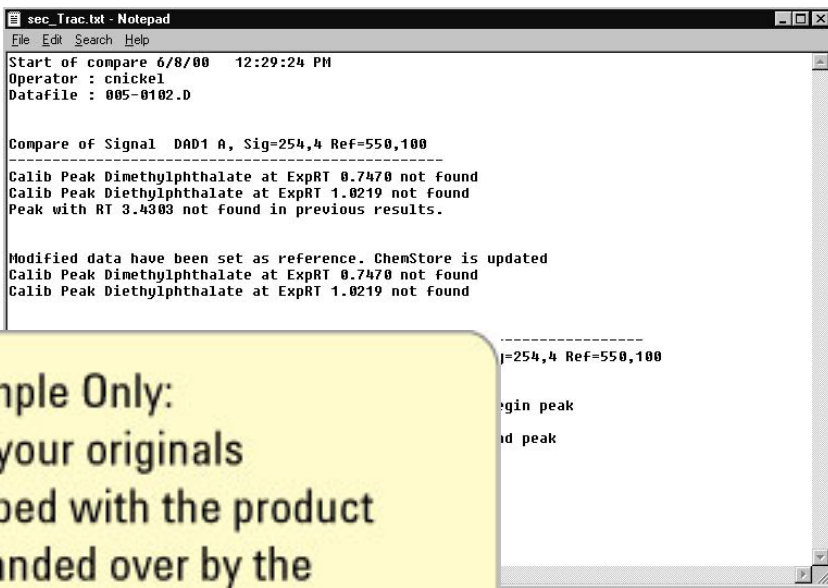 sec_Trac.txt - Notepad
File Edit Search Help
Start of compare 6/8/00 12:29:24 PM
Operator : cnickel
Datafile : 005-0102.D
Compare of Signal DAD1 A, Sig=254,4 Ref=550,100
----------------------------------------------------
Calib Peak Dimethylphthalate at ExpRT 0.7470 not found
Calib Peak Diethylphthalate at ExpRT 1.0219 not found
Peak with RT 3.4303 not found in previous results.
Modified data have been set as reference. ChemStore is updated
Calib Peak Dimethylphthalate at ExpRT 0.7470 not found
Calib Peak Diethylphthalate at ExpRT 1.0219 not found
-----------------
=254,4 Ref=550,100
egin peak
nd peak
mple Only:
your originals
ped with the product
anded over by the